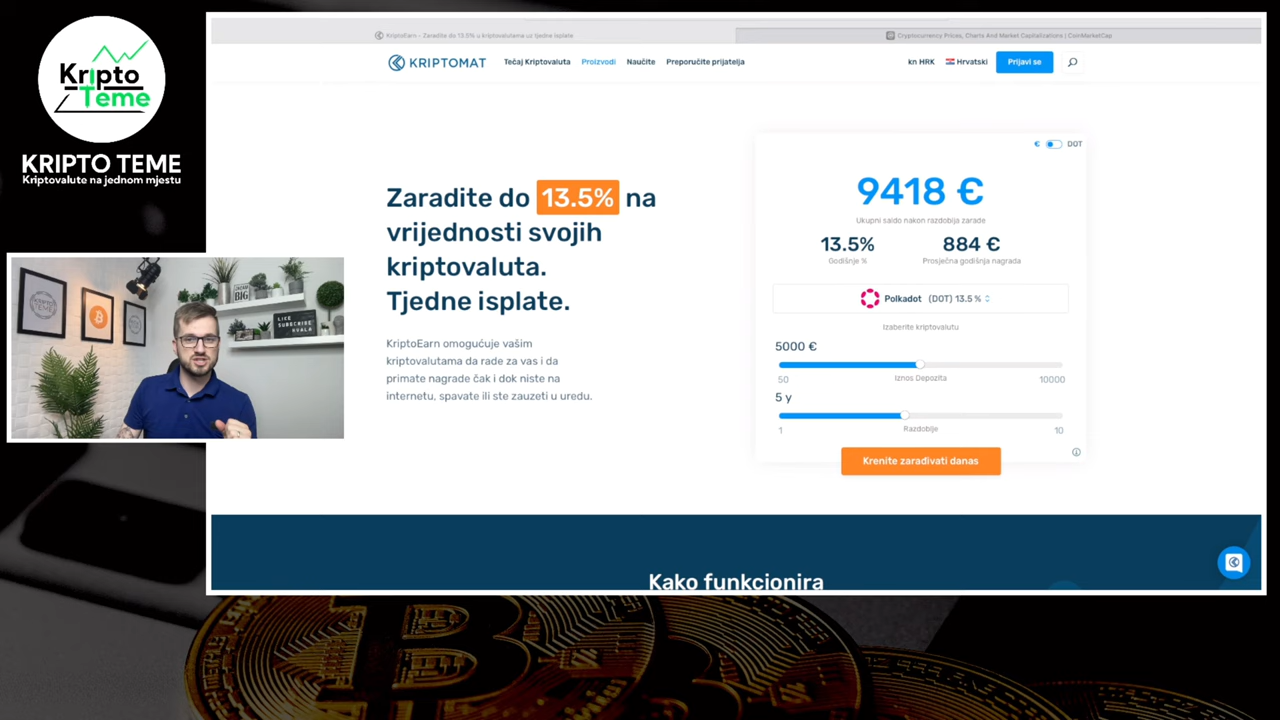 Kripto
Teme
KRIPTO TEME
Kriptovalute na jednom mjestu
KriptoEarn - Zaradite do 13.5% u kriptovalutama uz tjedne isplate
Cryptocurrency Prices, Charts And Market Capitalizations | CoinMarketCap
KRIPTOMAT
Tečaj Kriptovaluta Proizvodi Naučite Preporučite prijatelja
kn HRK Hrvatski Prijavi se
Zaradite do 13.5% na
vrijednosti svojih
kriptovaluta.
Tjedne isplate.
KriptoEarn omogućuje vašim
kriptovalutama da rade za vas i da
primate nagrade čak i dok niste na
internetu, spavate ili ste zauzeti u uredu.
€ DOT
9418 €
Ukupni saldo nakon razdoblja zarade
13.5% 884 €
Godišnje % Prosječna godišnja nagrada
Polkadot (DOT) 13.5 %
Izaberite kriptovalutu
5000 €
50 Iznos Depozita 10000
5 y
1 Razdoblje 10
Krenite zarađivati danas
Kako funkcionira
LIKE
SUBSCRIBE
HVALA
BIG